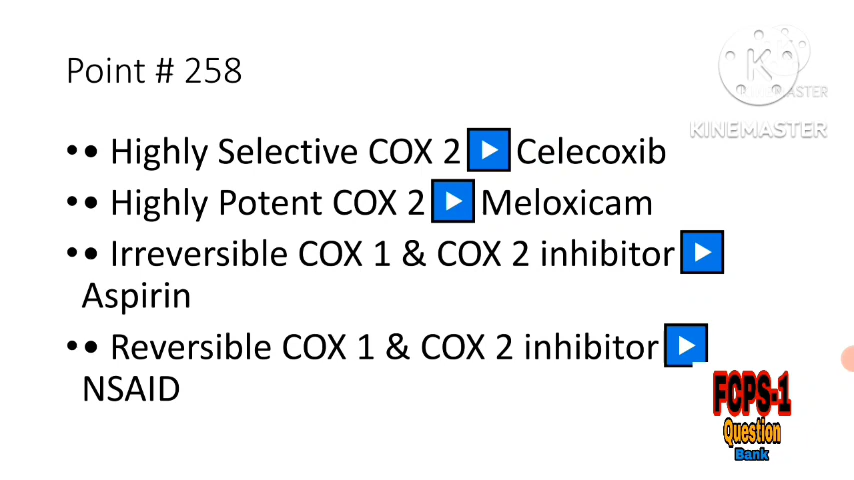 Point # 258
KINEMASTER
KINEMASTER
•• Highly Selective COX 2 ▶ Celecoxib
•• Highly Potent COX 2 ▶ Meloxicam
•• Irreversible COX 1 & COX 2 inhibitor ▶
Aspirin
•• Reversible COX 1 & COX 2 inhibitor ▶
NSAID
FCPS-1
Question
Bank